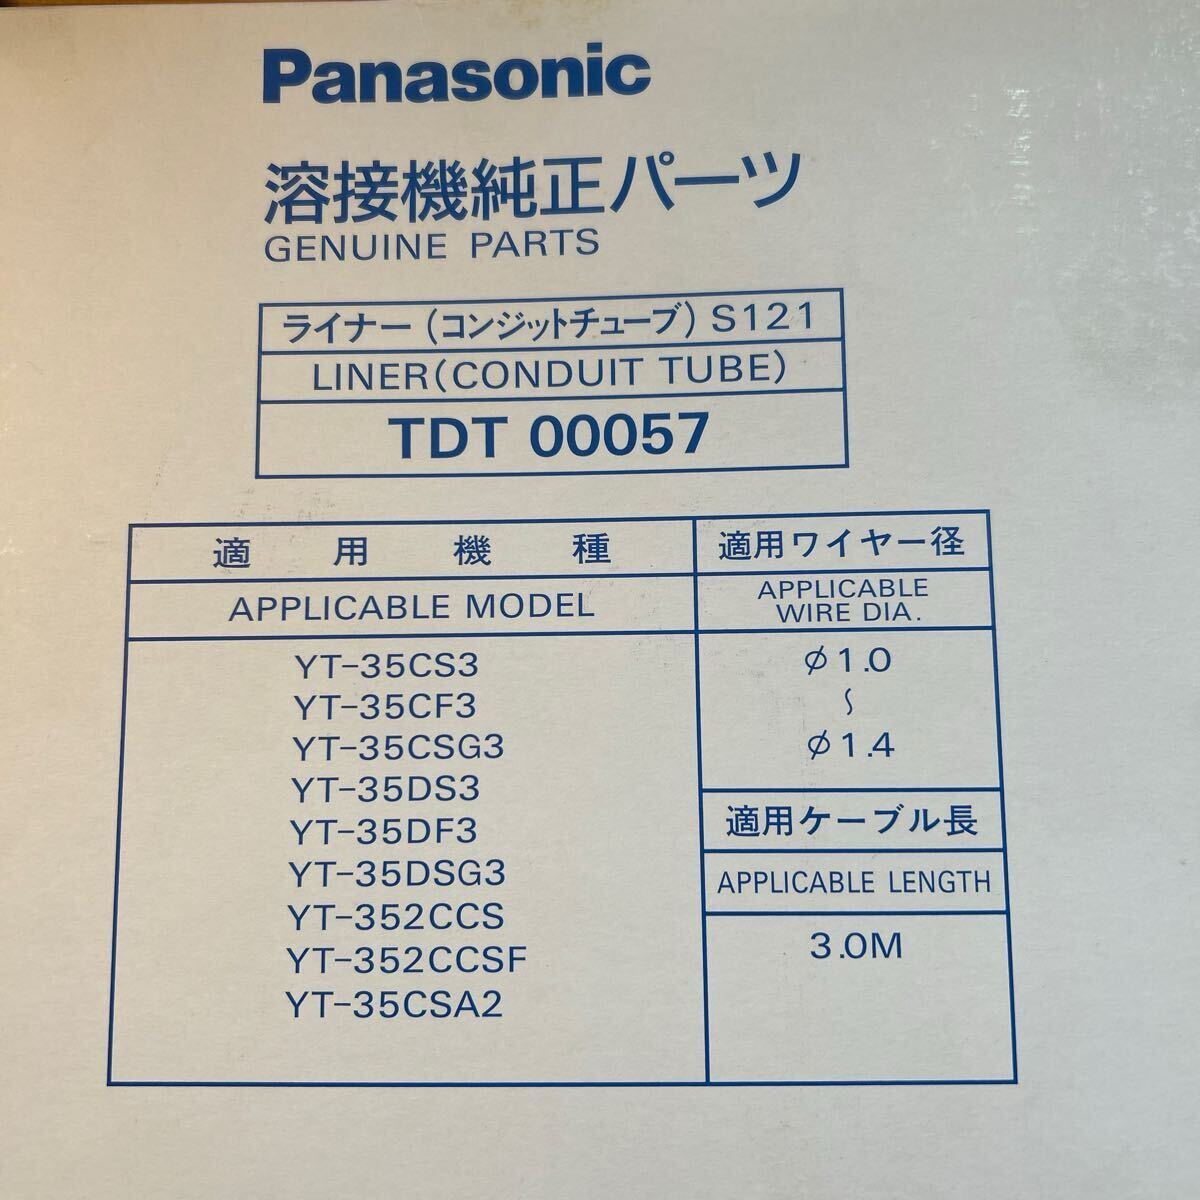 Panasonic
溶接機純正パーツ
GENUINE PARTS
ライナー(コンジットチューブ) S121
LINER(CONDUIT TUBE)
TDT 00057
適用機種
APPLICABLE MODEL
YT-35CS3
YT-35CF3
YT-35CSG3
YT-35DS3
YT-35DF3
YT-35DSG3
YT-352CCS
YT-352CCSF
YT-35CSA2
適用ワイヤー径
APPLICABLE
WIRE DIA.
φ1.0
~
φ1.4
適用ケーブル長
APPLICABLE LENGTH
3.0M